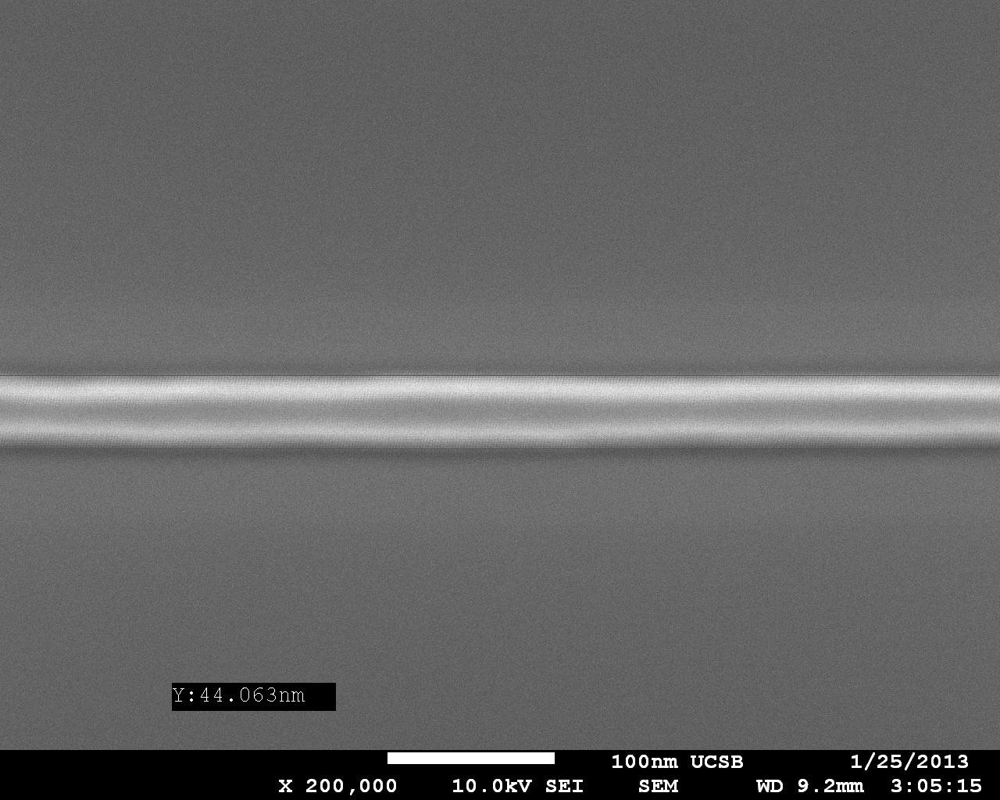 Y:44.063nm
100nm UCSB 1/25/2013
X 200,000 10.0kV SEI SEM WD 9.2mm 3:05:15